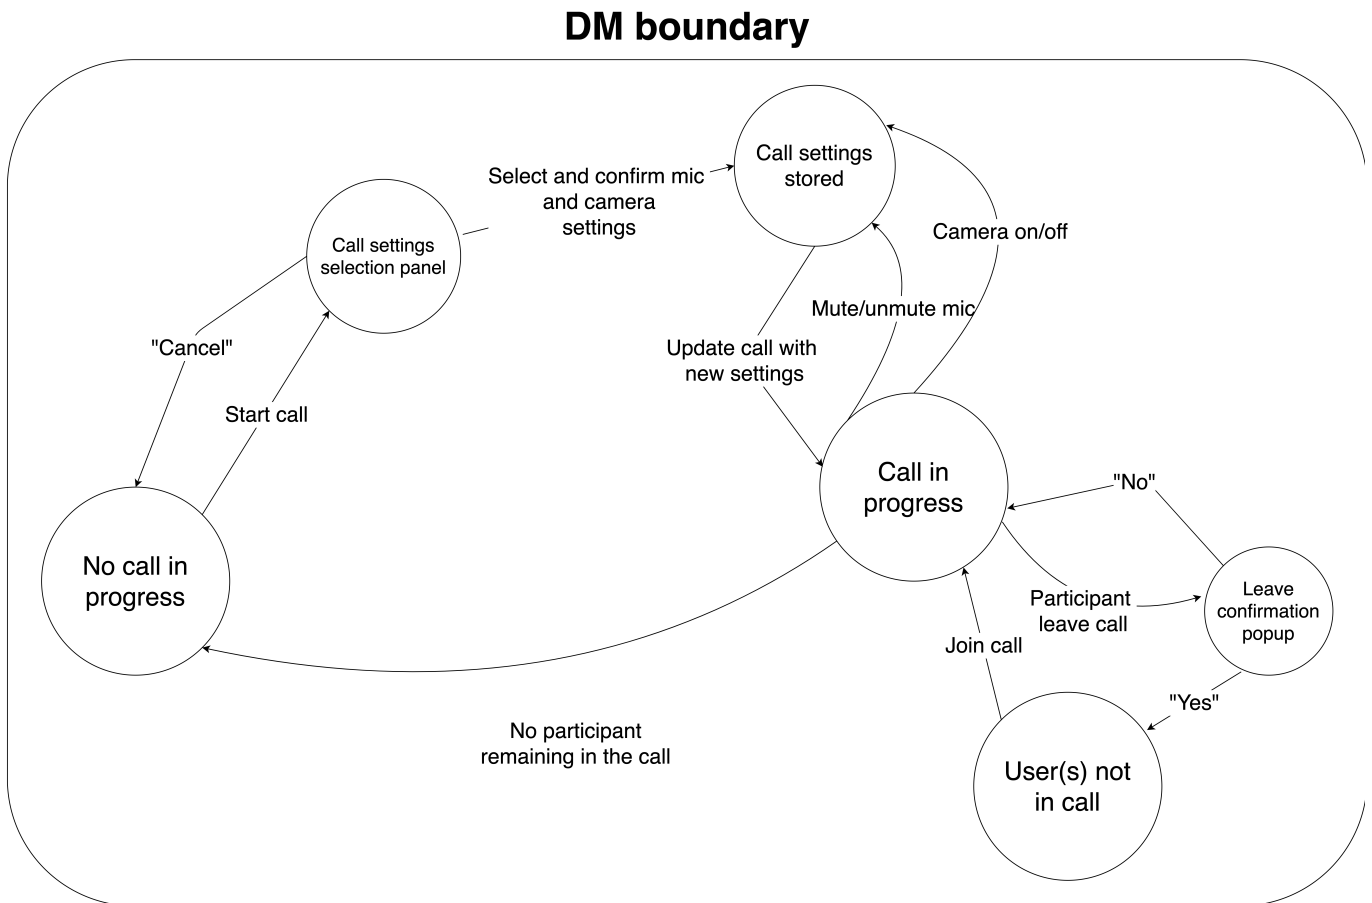 DM boundary
Call settings
stored
Select and confirm mic
and camera
settings
Camera on/off
Call settings
selection panel
Mute/unmute mic
"Cancel"
Update call with
new settings
Start call
Call in
progress
"No"
No call in
progress
Leave
confirmation
popup
Participant
leave call
Join call
"Yes"
No participant
remaining in the call
User(s) not
in call